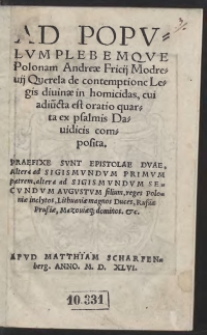 AD POPV
LVM PLEBEMQVE
Polonam Andreæ Fricij Modre
uij Querela de contemptione Le
gis diuinæ in homicidas, cui
adiũcta est oratio quar
ta ex psalmis Da
uidicis com
posita.
PRAEFIXE SVNT EPISTOLAE DVAE,
altera ad SIGISMVNDVM PRIMVM
patrem, altera ad SIGISMVNDVM SE
CVNDVM AVGVSTVM filium, reges Polo
niæ inclytos, Lithuaniæ magnos Duces, Russiæ
Prussiæ, Mazouiæq; dominos. &c.
APVD MATTHIAM SCHARFEN
berg. ANNO. M. D. XLVI.
10.331